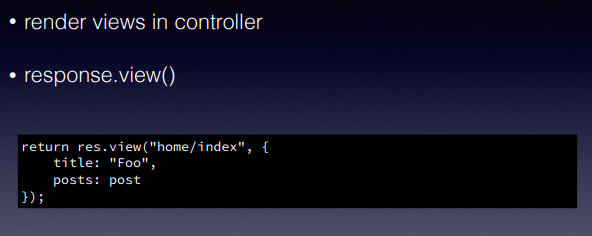 • render views in controller
• response.view()
return res.view("home/index", {
    title: "Foo",
    posts: post
});